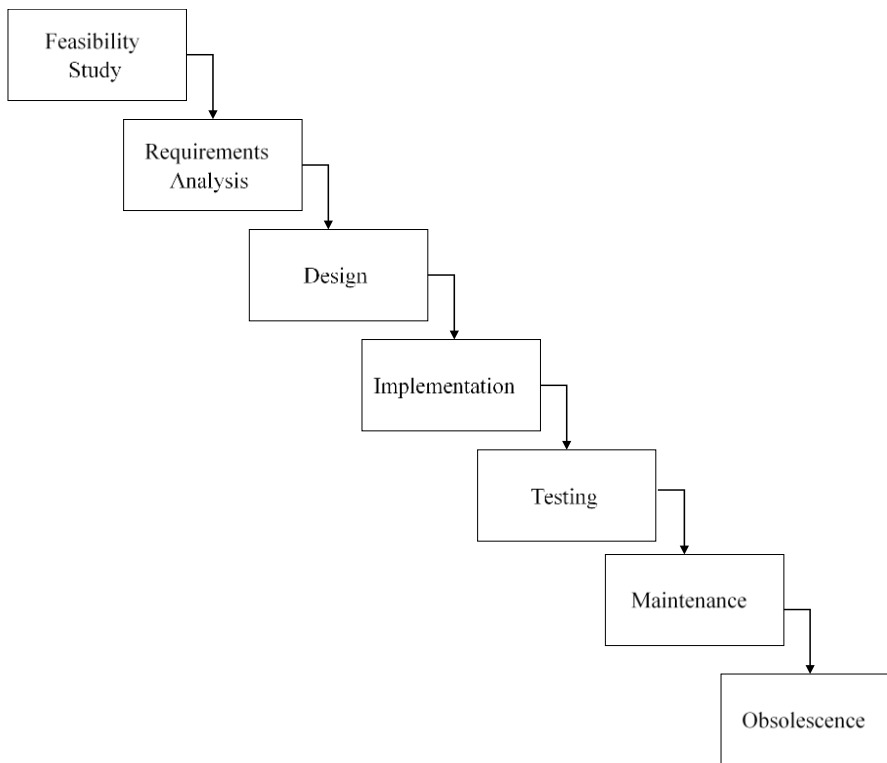 Feasibility
Study
Requirements
Analysis
Design
Implementation
Testing
Maintenance
Obsolescence